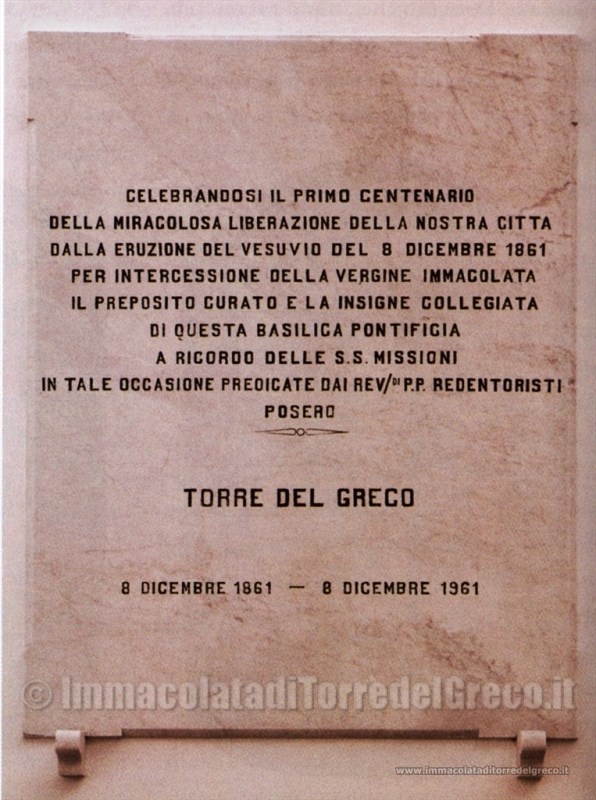 CELEBRANDOSI IL PRIMO CENTENARIO
DELLA MIRACOLOSA LIBERAZIONE DELLA NOSTRA CITTA
DALLA ERUZIONE DEL VESUVIO DEL 8 DICEMBRE 1861
PER INTERCESSIONE DELLA VERGINE IMMACOLATA
IL PREPOSITO CURATO E LA INSIGNE COLLEGIATA
DI QUESTA BASILICA PONTIFICIA
A RICORDO DELLE S.S. MISSIONI
IN TALE OCCASIONE PREDICATE DAI REV/DI P.P. REDENTORISTI
POSERO
TORRE DEL GRECO
8 DICEMBRE 1861 — 8 DICEMBRE 1961
© ImmacolatadiTorredelGreco.it
www.immacolataditorredelgreco.it